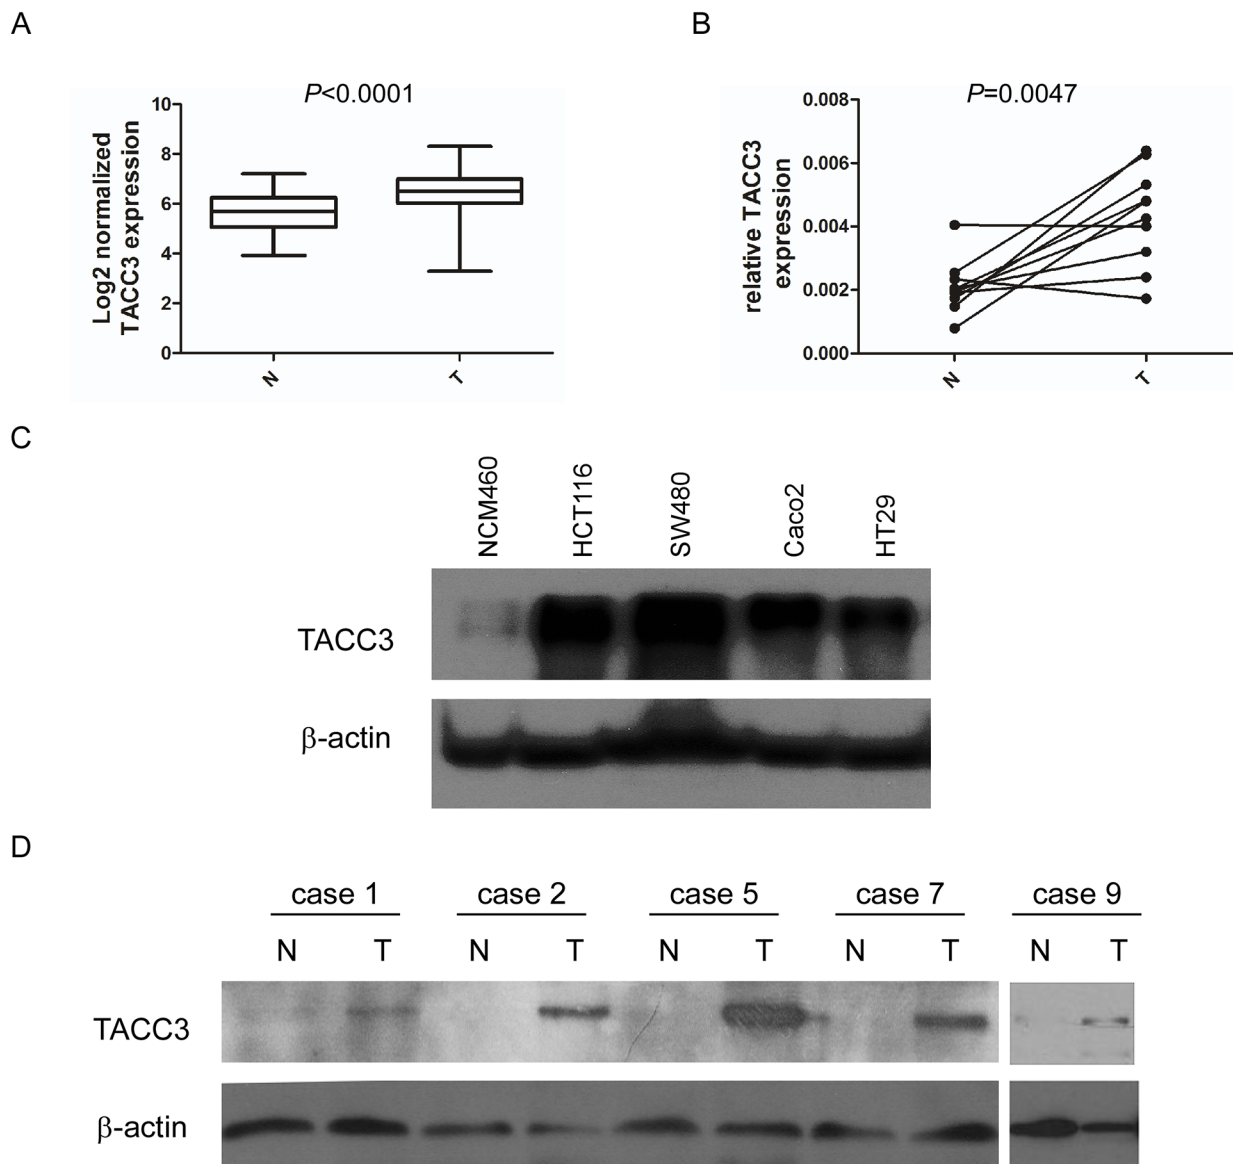 A
B
P<0.0001
Log2 normalized
TACC3 expression
10
8
6
4
2
0
N
T
P=0.0047
relative TACC3
expression
0.008
0.006
0.004
0.002
0.000
N
T
C
NCM460
HCT116
SW480
Caco2
HT29
TACC3
β-actin
D
case 1 case 2 case 5 case 7 case 9
N T N T N T N T N T
TACC3
β-actin